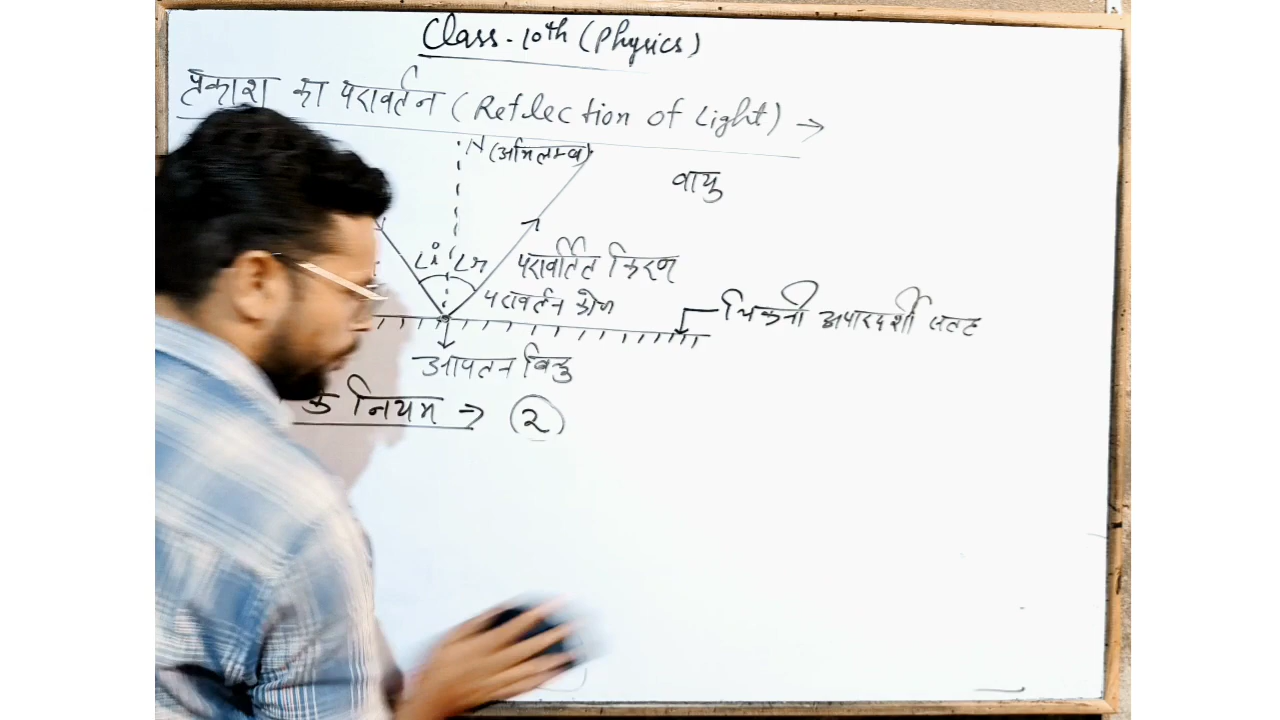 Class-10th (Physics)
प्रकाश का परावर्तन (Reflection of Light) →
N (अभिलम्ब)
वायु
∠i ∠r
परावर्तित किरण
परावर्तन कोण
चिकनी अपारदर्शी सतह
आपतन बिन्दु
के नियम → २